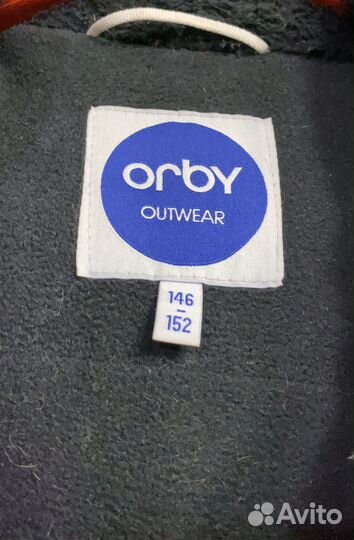 orby
OUTWEAR
146
-
152
Avito